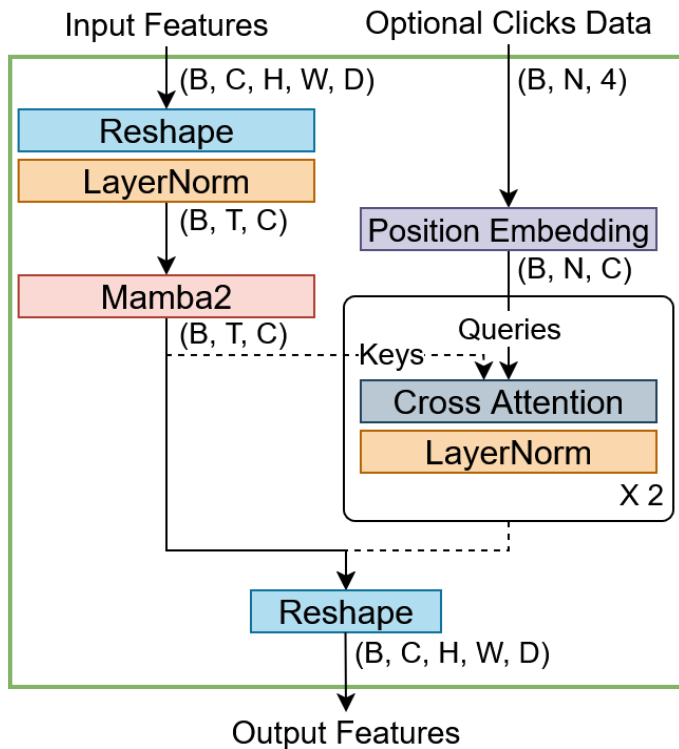 Input Features
Optional Clicks Data
(B, C, H, W, D)
(B, N, 4)
Reshape
LayerNorm
(B, T, C)
Position Embedding
(B, N, C)
Mamba2
(B, T, C)
Queries
Keys
Cross Attention
LayerNorm
X 2
Reshape
(B, C, H, W, D)
Output Features